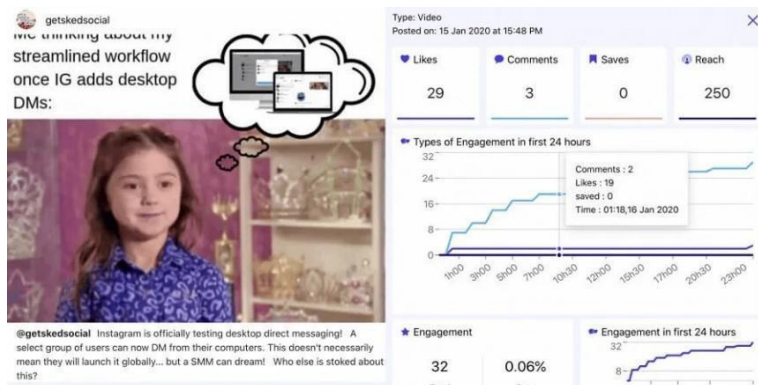 getskedsocial
Me thinking about my
streamlined workflow
once IG adds desktop
DMs:
@getskedsocial Instagram is officially testing desktop direct messaging! A
select group of users can now DM from their computers. This doesn't necessarily
mean they will launch it globally... but a SMM can dream! Who else is stoked about
this?
Type: Video
Posted on: 15 Jan 2020 at 15:48 PM
Likes
Comments
Saves
Reach
29
3
0
250
Types of Engagement in first 24 hours
32
24
16
8
0
Comments : 2
Likes : 19
saved : 0
Time : 01:18,16 Jan 2020
1h00 3h00 5h00 7h00 10h30 12h00 15h30 17h00 20h30 23h00
Engagement
32
0.06%
Engagement in first 24 hours
32
8